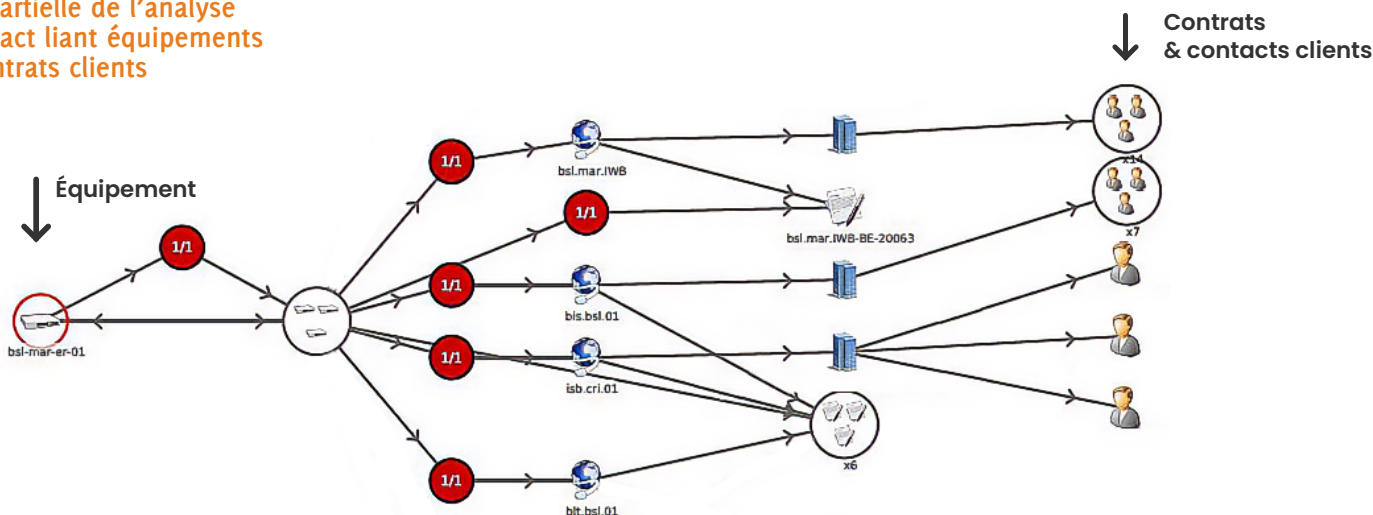 artielle de l'analyse
act liant équipements
ntrats clients
Contrats
& contacts clients
Équipement
1/1
bsl.mar.IWB
x14
1/1
bsl.mar.IWB-BE-20063
x7
1/1
bsl-mar-er-01
1/1
bis.bsl.01
1/1
isb.cri.01
x6
1/1
blt.bsl.01